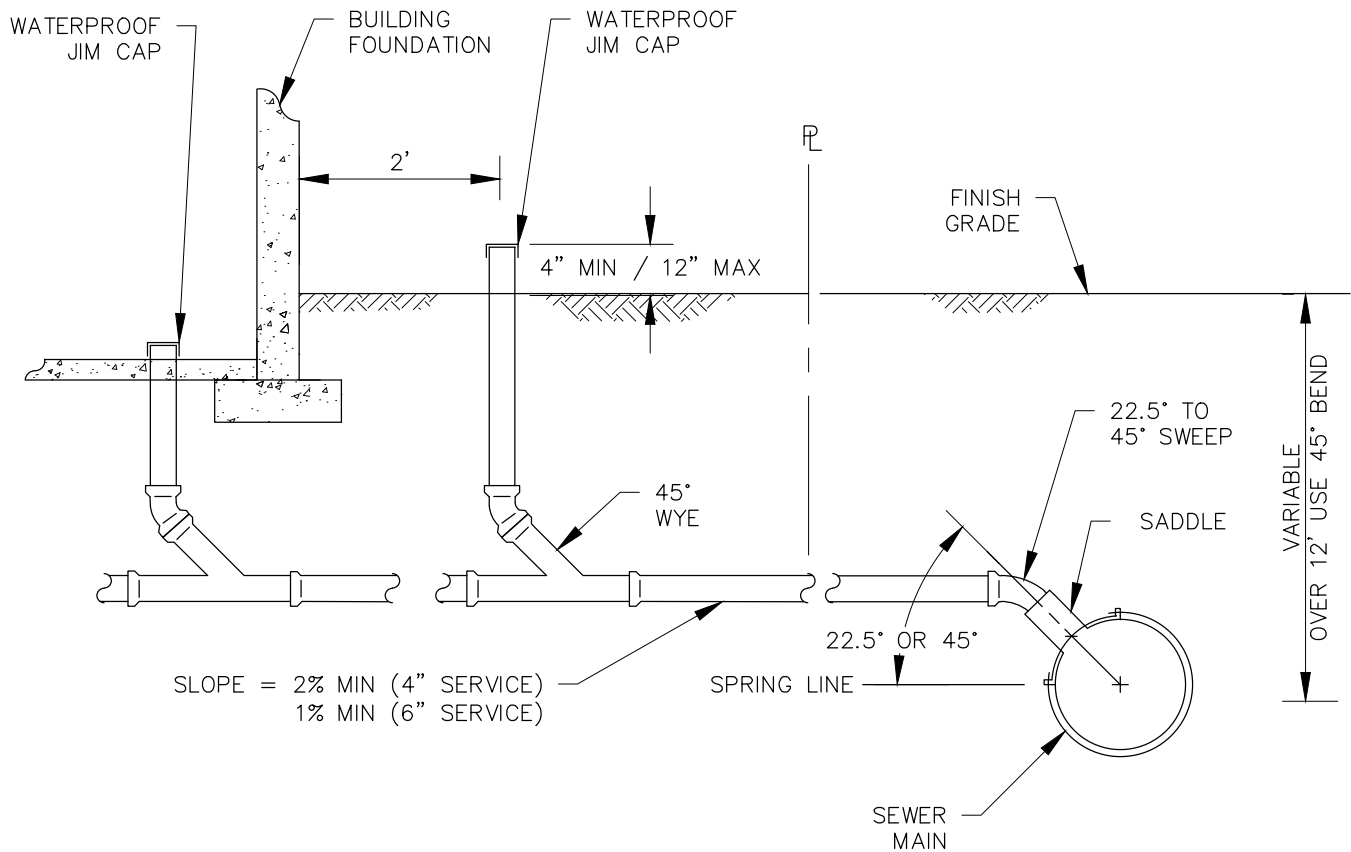 WATERPROOF
JIM CAP
BUILDING
FOUNDATION
WATERPROOF
JIM CAP
2'
PL
FINISH
GRADE
4" MIN / 12" MAX
22.5° TO
45° SWEEP
45°
WYE
SADDLE
VARIABLE
OVER 12' USE 45° BEND
22.5° OR 45°
SLOPE = 2% MIN (4" SERVICE)
1% MIN (6" SERVICE)
SPRING LINE
SEWER
MAIN